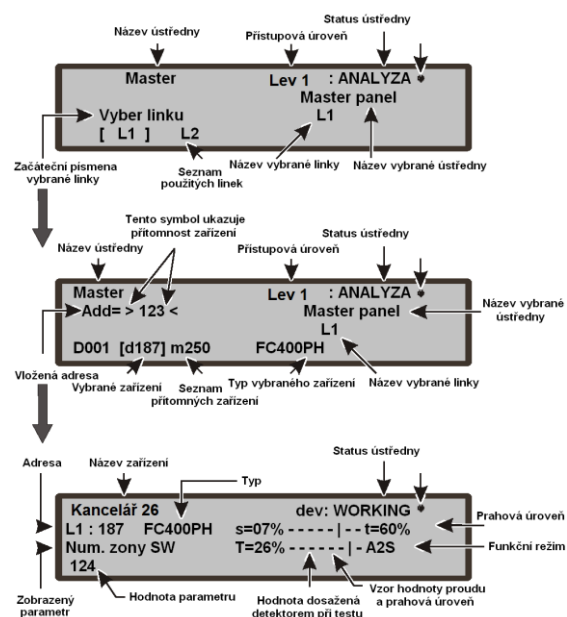 Název ústředny
Přístupová úroveň
Status ústředny
Master
Lev 1 : ANALYZA
Master panel
Vyber linku
L1
[ L1 ] L2
Začáteční písmena
vybrané linky
Seznam
použitých linek
Název vybrané linky
Název vybrané ústředny
Tento symbol ukazuje
přítomnost zařízení
Název ústředny
Přístupová úroveň
Status ústředny
Master
Lev 1 : ANALYZA
Add= > 123 <
Master panel
L1
Název vybrané
ústředny
D001 [d187] m250
FC400PH
Vložená adresa
Vybrané zařízení
Seznam
přítomných zařízení
Typ vybraného zařízení
Název vybrané linky
Adresa
Název zařízení
Typ
Status ústředny
Kancelář 26
dev: WORKING
L1 : 187 FC400PH s=07% - - - - - | - - t=60%
Prahová úroveň
Num. zony SW T=26% - - - - - - | - A2S
Funkční režim
124
Zobrazený
parametr
Hodnota parametru
Hodnota dosažená
detektorem při testu
Vzor hodnoty proudu
a prahová úroveň